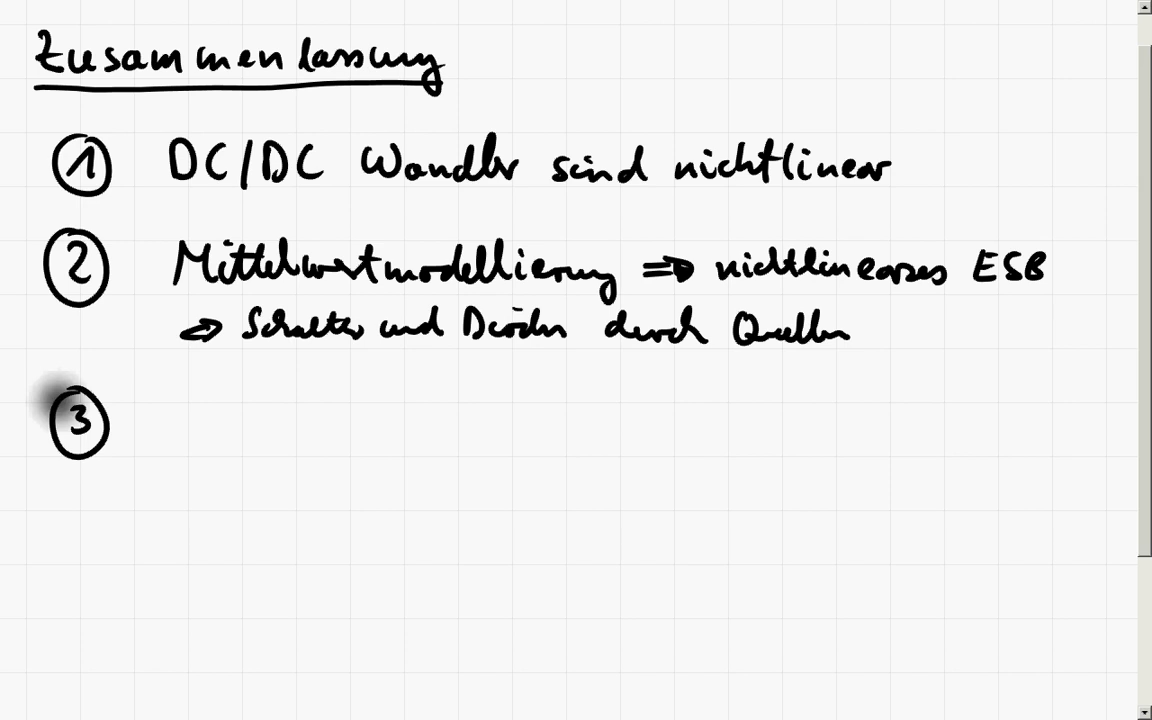 Zusammenfassung
① DC/DC Wandler sind nichtlinear
② Mittelwertmodellierung ⇒ nichtlineares ESB
⇒ Schalter und Dioden durch Quellen
③